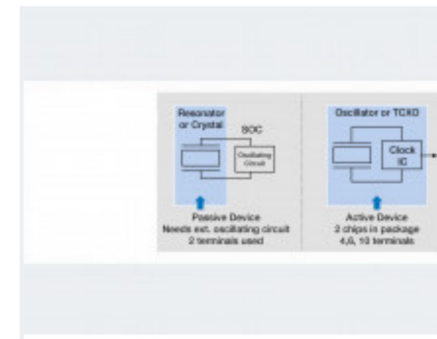 Resonator
or Crystal
SOC
Oscillating
Circuit
Passive Device
Needs ext. oscillating circuit
2 terminals used
Oscillator or TCXO
Clock
IC
Active Device
2 chips in package
4,6, 10 terminals